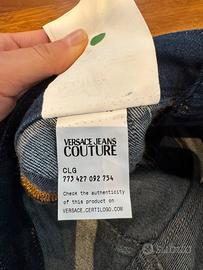 VERSACE JEANS
COUTURE
CLG
773 427 092 734
Check the authenticity
of this product on
VERSACE.CERTILOGO.COM
Subito